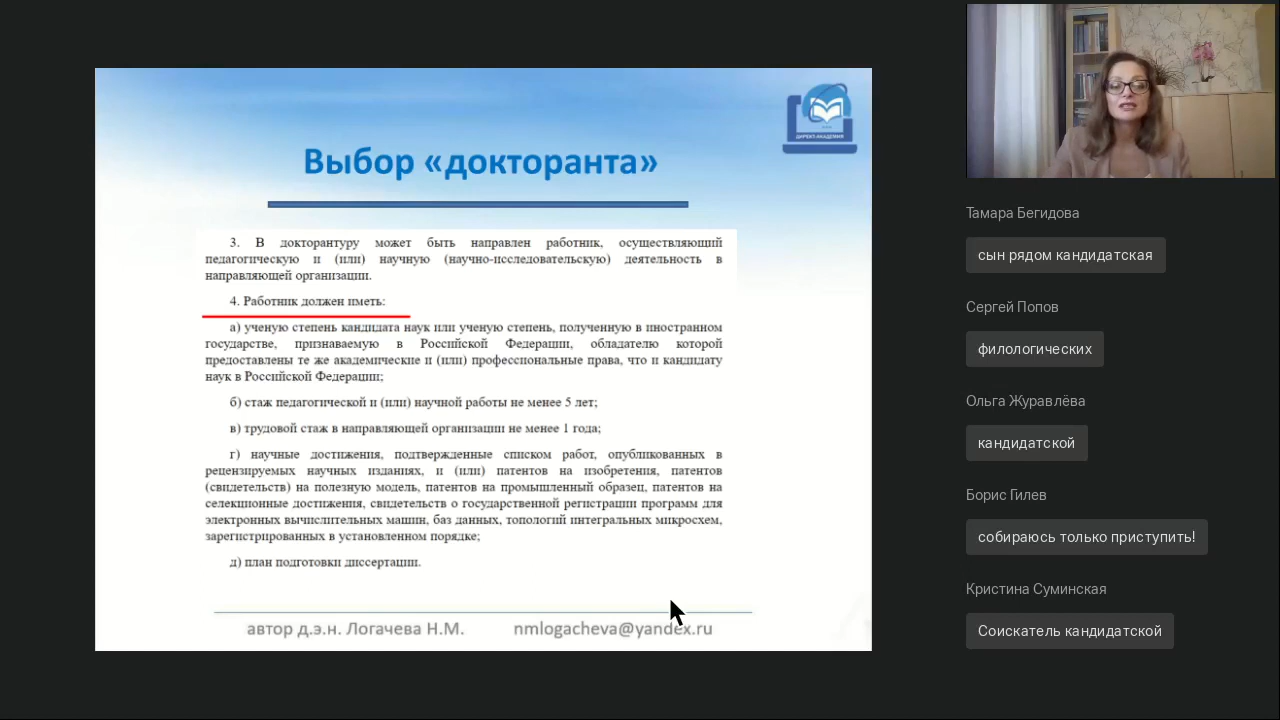 ДИРЕКТ-АКАДЕМИЯ
Выбор «докторанта»
3. В докторантуру может быть направлен работник, осуществляющий
педагогическую и (или) научную (научно-исследовательскую) деятельность в
направляющей организации.
4. Работник должен иметь:
а) ученую степень кандидата наук или ученую степень, полученную в иностранном
государстве, признаваемую в Российской Федерации, обладателю которой
предоставлены те же академические и (или) профессиональные права, что и кандидату
наук в Российской Федерации;
б) стаж педагогической и (или) научной работы не менее 5 лет;
в) трудовой стаж в направляющей организации не менее 1 года;
г) научные достижения, подтвержденные списком работ, опубликованных в
рецензируемых научных изданиях, и (или) патентов на изобретения, патентов
(свидетельств) на полезную модель, патентов на промышленный образец, патентов на
селекционные достижения, свидетельств о государственной регистрации программ для
электронных вычислительных машин, баз данных, топологий интегральных микросхем,
зарегистрированных в установленном порядке;
д) план подготовки диссертации.
автор д.э.н. Логачева Н.М. nmlogacheva@yandex.ru
Тамара Бегидова
сын рядом кандидатская
Сергей Попов
филологических
Ольга Журавлёва
кандидатской
Борис Гилев
собираюсь только приступить!
Кристина Суминская
Соискатель кандидатской